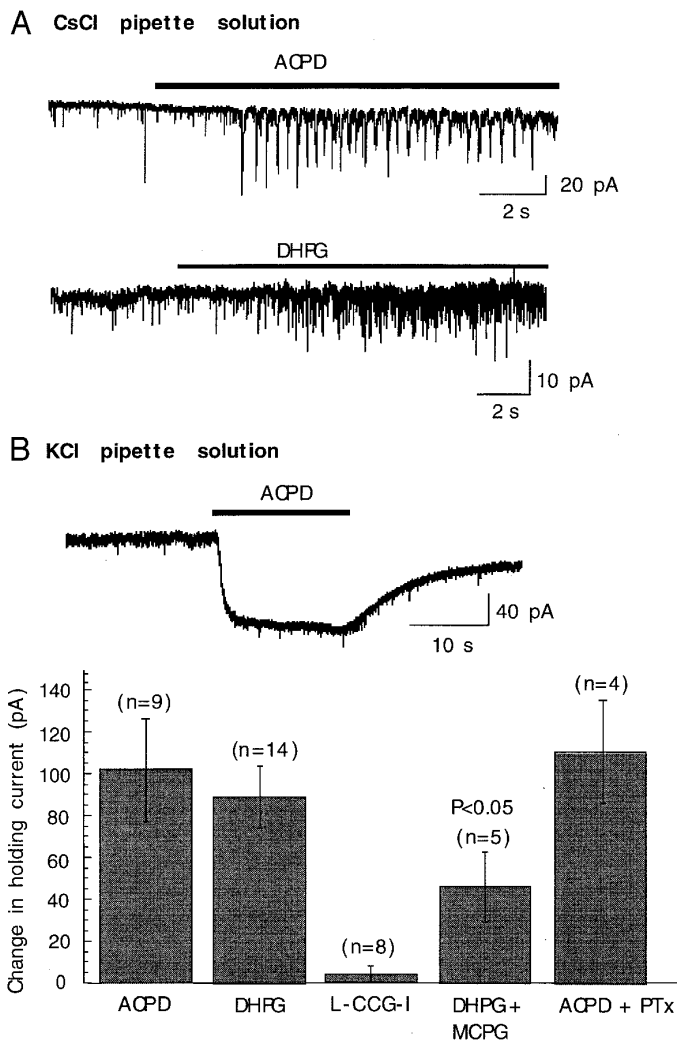 A CsCl pipette solution
ACPD
20 pA
2 s
DHPG
10 pA
2 s
B KCl pipette solution
ACPD
40 pA
10 s
Change in holding current (pA)
140
120
100
80
60
40
20
0
(n=9)
(n=14)
(n=8)
P<0.05
(n=5)
(n=4)
ACPD
DHPG
L-CCG-I
DHPG+
MCPG
ACPD + PTx